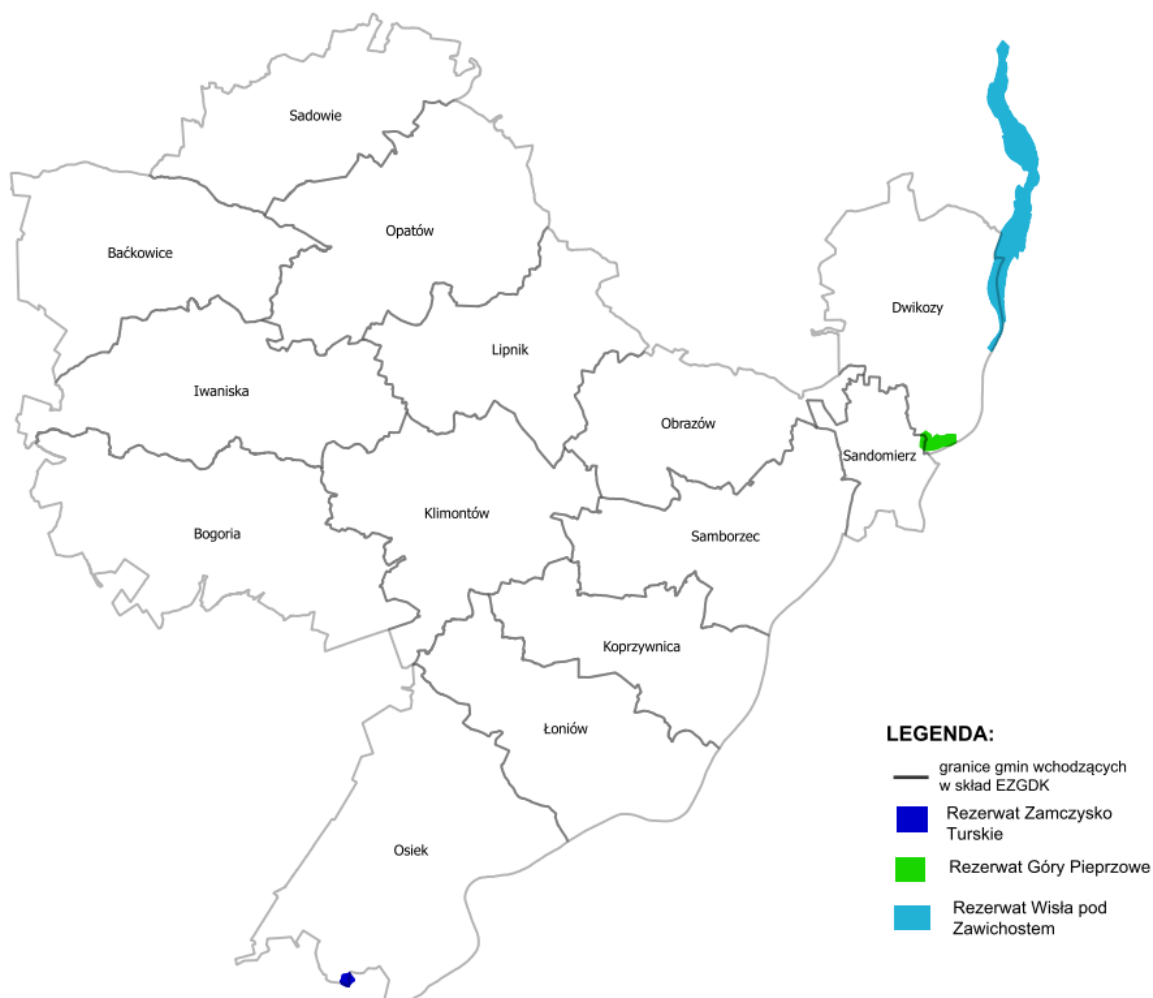 Sadowie
Opatów
Baćkowice
Dwikozy
Lipnik
Iwaniska
Obrazów
Sandomierz
Klimontów
Bogoria
Samborzec
Koprzywnica
Łoniów
Osiek
LEGENDA:
granice gmin wchodzących
w skład EZGDK
Rezerwat Zamczysko
Turskie
Rezerwat Góry Pieprzowe
Rezerwat Wisła pod
Zawichostem